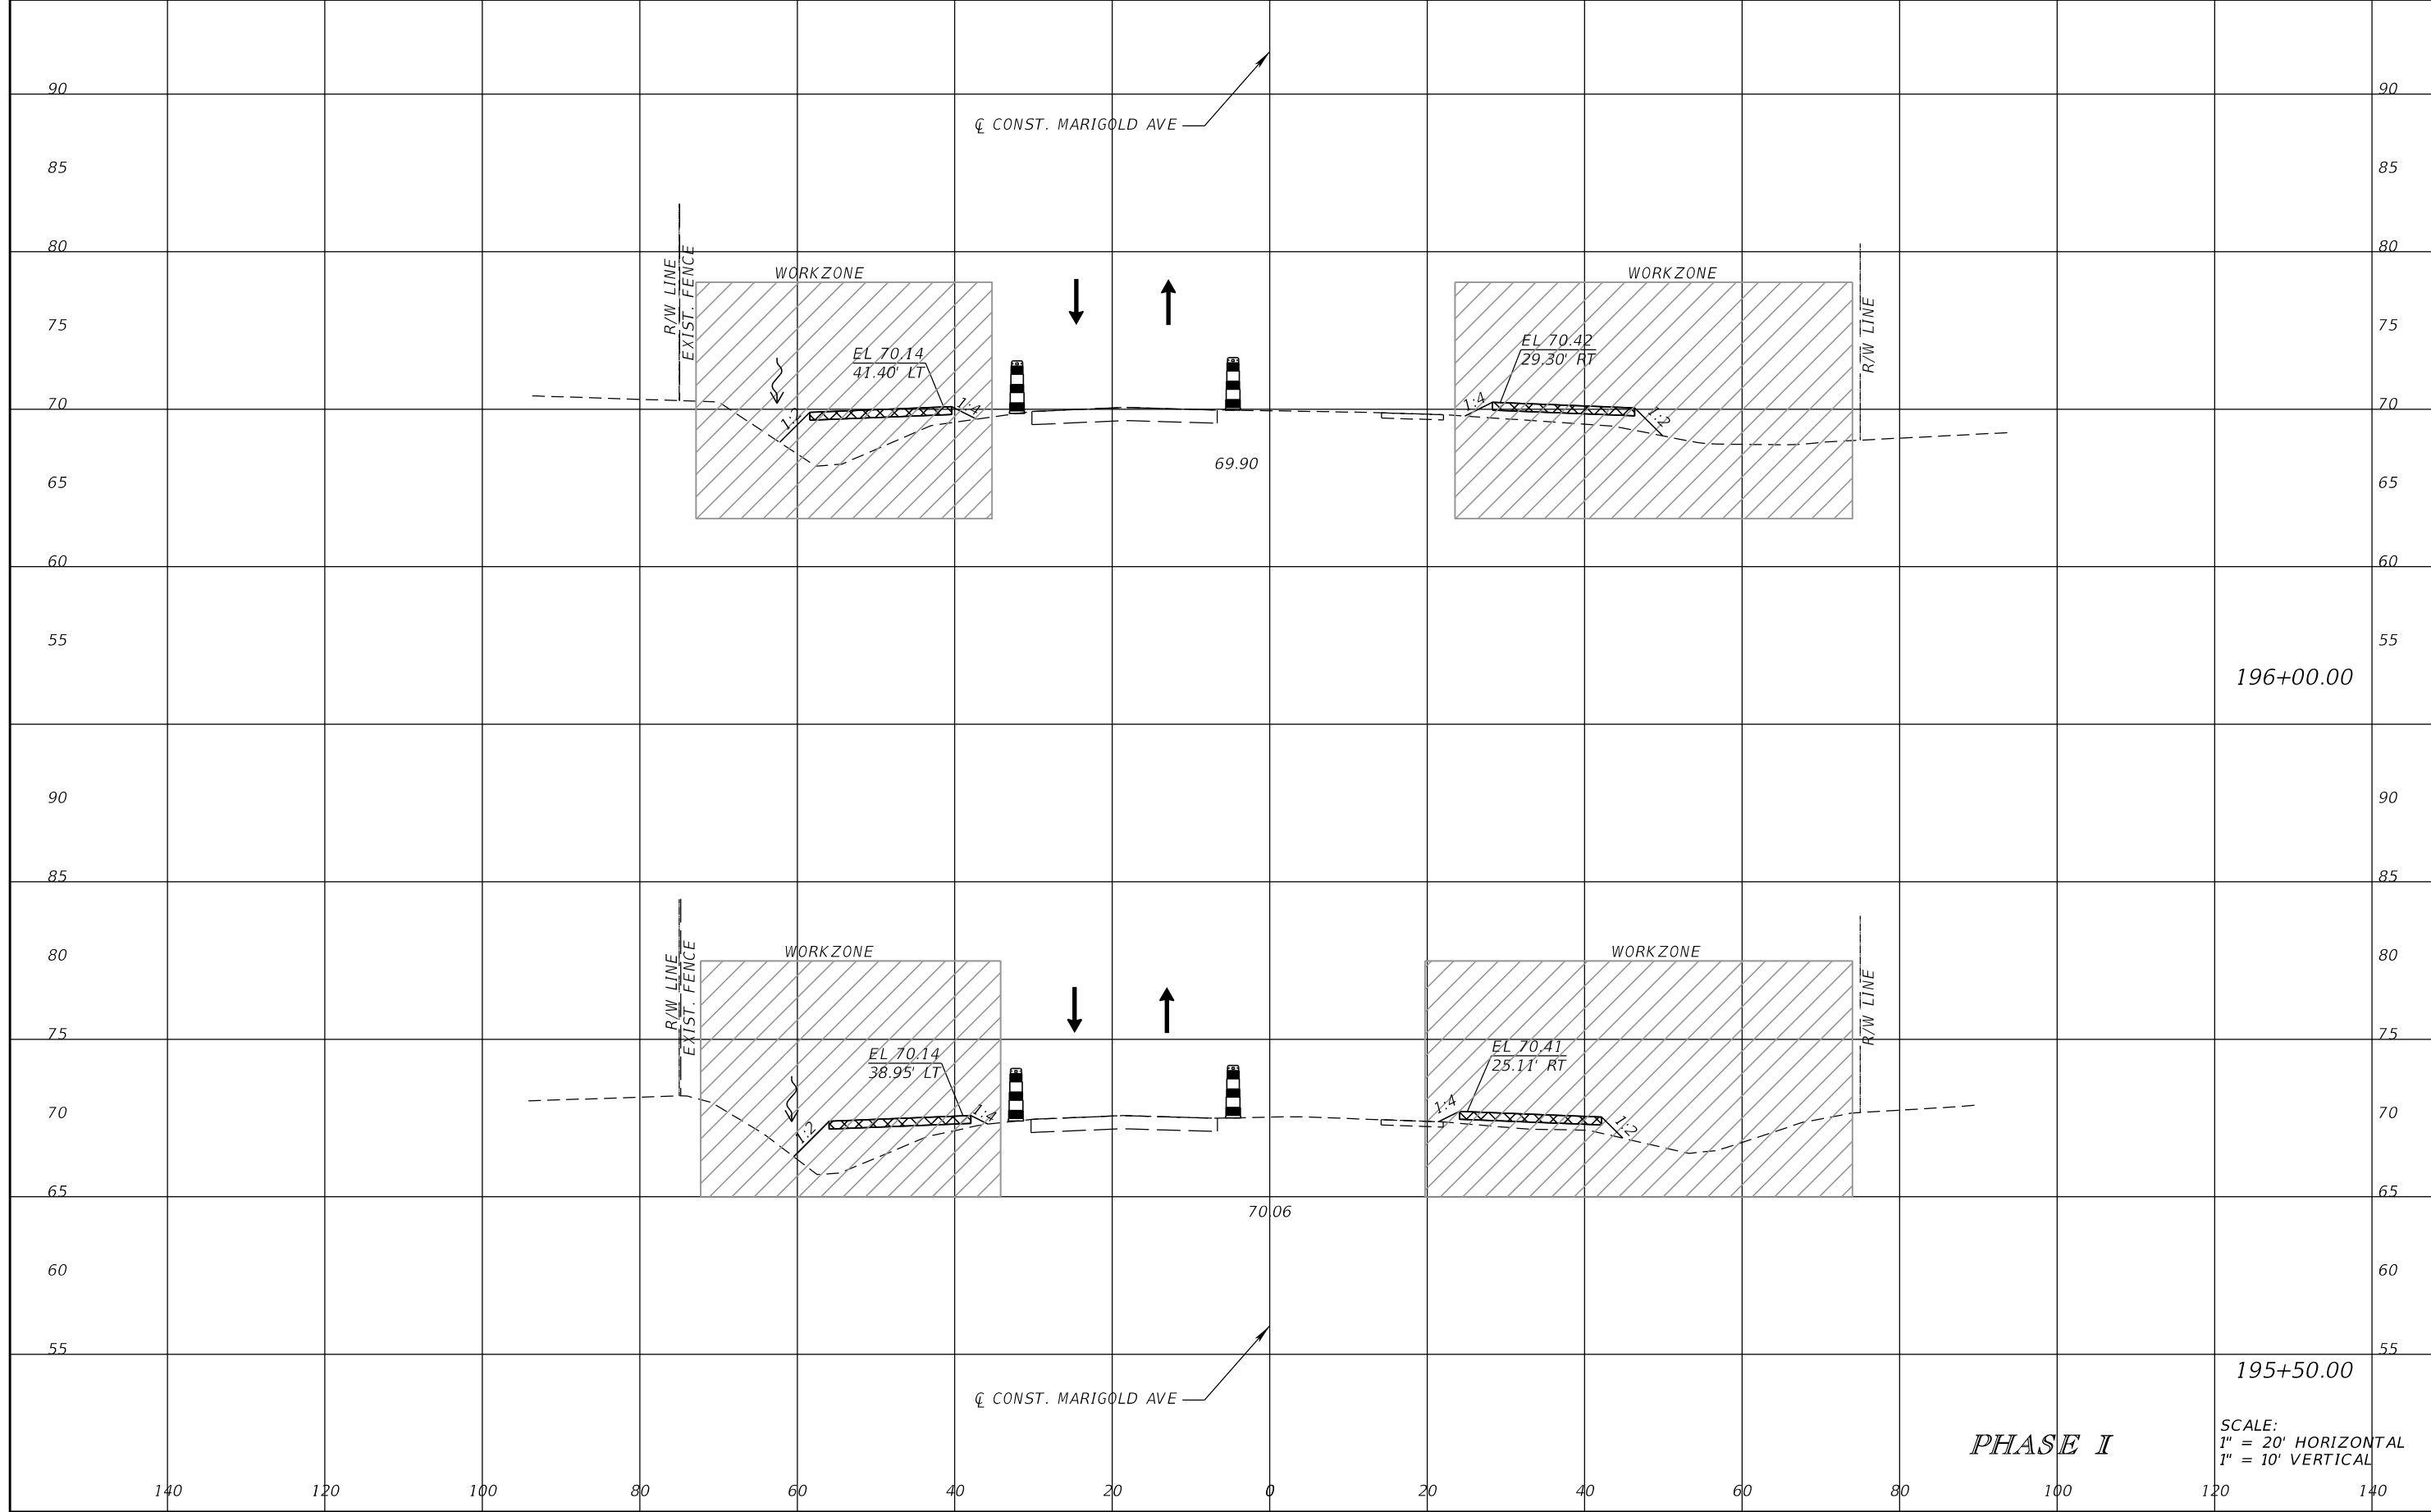 90 90
℄ CONST. MARIGOLD AVE
85 85
80 80
R/W LINE
EXIST. FENCE
WORKZONE
WORKZONE
R/W LINE
75 75
EL 70.14
41.40' LT
EL 70.42
29.30' RT
70 70
1:2
1:4
1:4
1:2
69.90
65 65
60 60
55 55
196+00.00
90 90
85 85
80 80
R/W LINE
EXIST. FENCE
WORKZONE
WORKZONE
R/W LINE
75 75
EL 70.14
38.95' LT
EL 70.41
25.11' RT
70 70
1:2
1:4
1:4
1:2
65 65
70.06
60 60
55 55
195+50.00
℄ CONST. MARIGOLD AVE
PHASE I
SCALE:
1" = 20' HORIZONTAL
1" = 10' VERTICAL
140 120 100 80 60 40 20 0 20 40 60 80 100 120 140